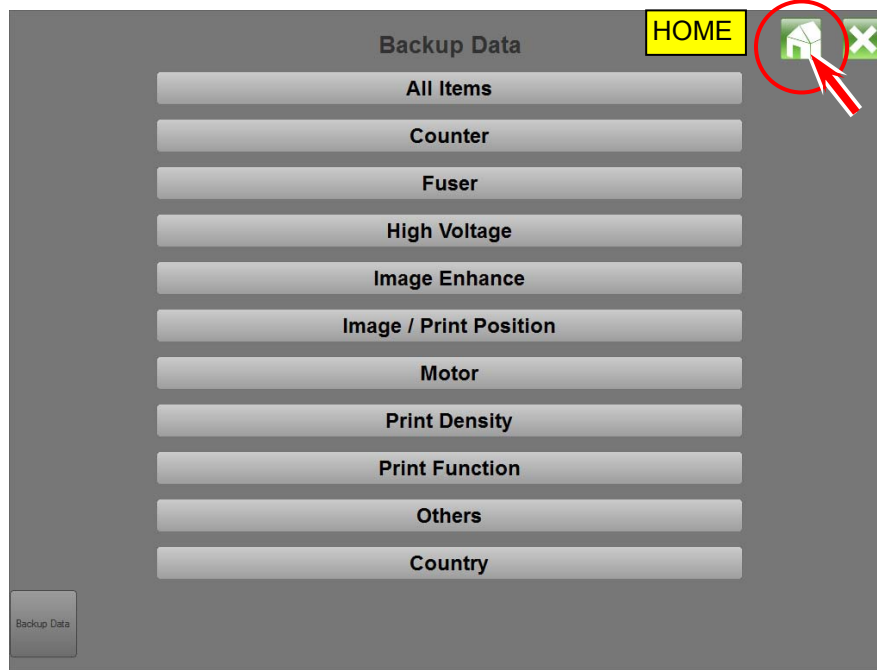 Backup Data
HOME
All Items
Counter
Fuser
High Voltage
Image Enhance
Image / Print Position
Motor
Print Density
Print Function
Others
Country
Backup Data